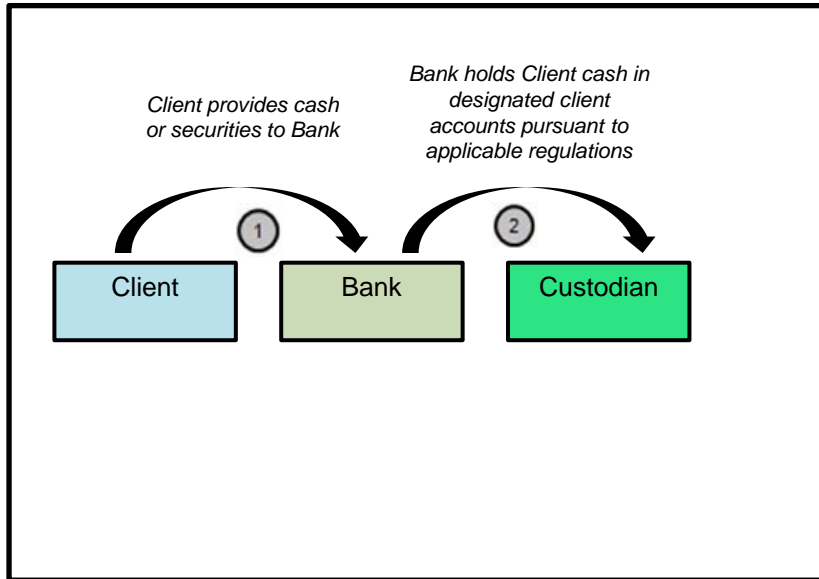 Client provides cash
or securities to Bank
Bank holds Client cash in
designated client
accounts pursuant to
applicable regulations
1
2
Client
Bank
Custodian